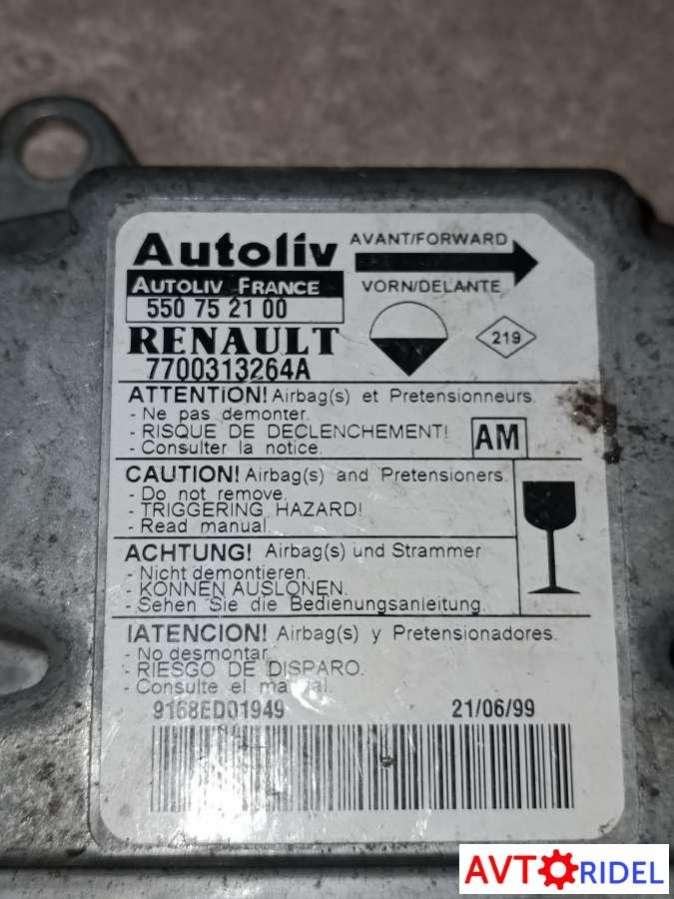 Autoliv
AVANT/FORWARD
AUTOLIV FRANCE
VORN/DELANTE
550 75 21 00
RENAULT
219
7700313264A
ATTENTION! Airbag(s) et Pretensionneurs
- Ne pas demonter.
- RISQUE DE DECLENCHEMENT!
- Consulter la notice.
AM
CAUTION! Airbag(s) and Pretensioners.
- Do not remove.
- TRIGGERING HAZARD!
- Read manual
ACHTUNG! Airbag(s) und Strammer
- Nicht demontieren.
- KONNEN AUSLONEN.
- Sehen Sie die Bedienungsanleitung.
IATENCION! Airbag(s) y Pretensionadores.
- No desmontar.
- RIESGO DE DISPARO.
- Consulte el manual.
9168ED01949
21/06/99
AVTORIDEL